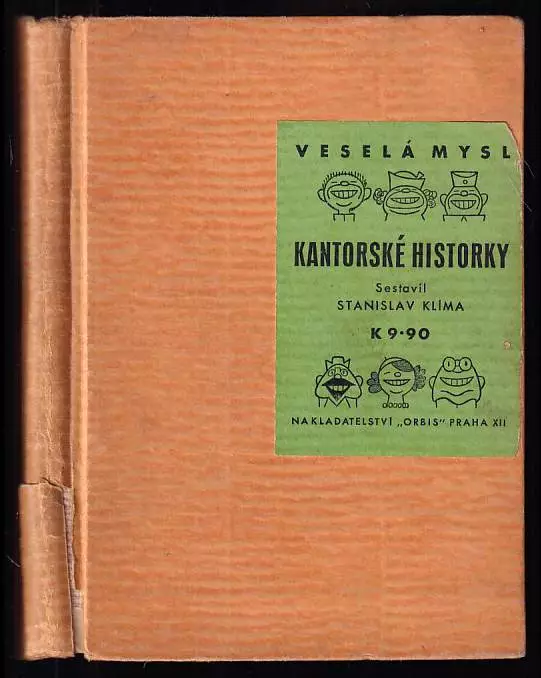 VESELÁ MYSL
KANTORSKÉ HISTORKY
Sestavil
STANISLAV KLÍMA
K 9·90
NAKLADATELSTVÍ „ORBIS" PRAHA XII